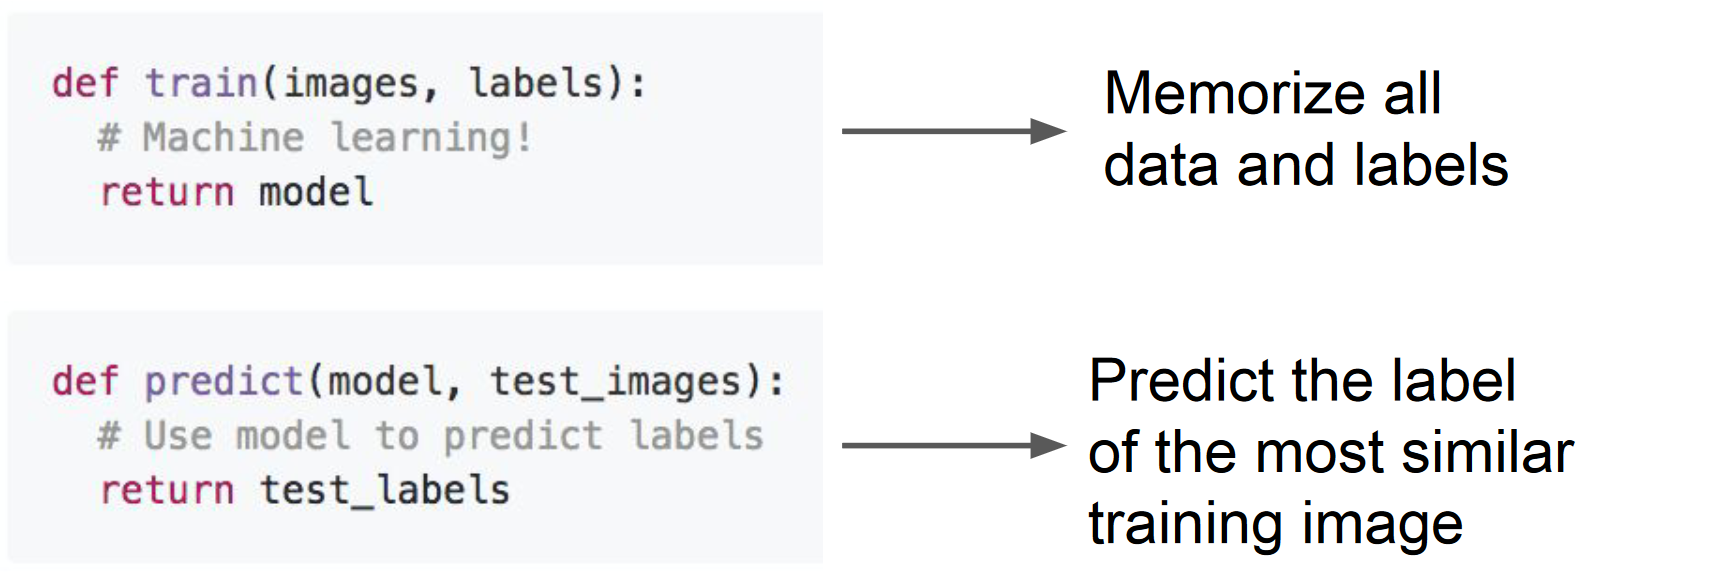 def train(images, labels):
# Machine learning!
return model
Memorize all
data and labels
def predict(model, test_images):
# Use model to predict labels
return test_labels
Predict the label
of the most similar
training image